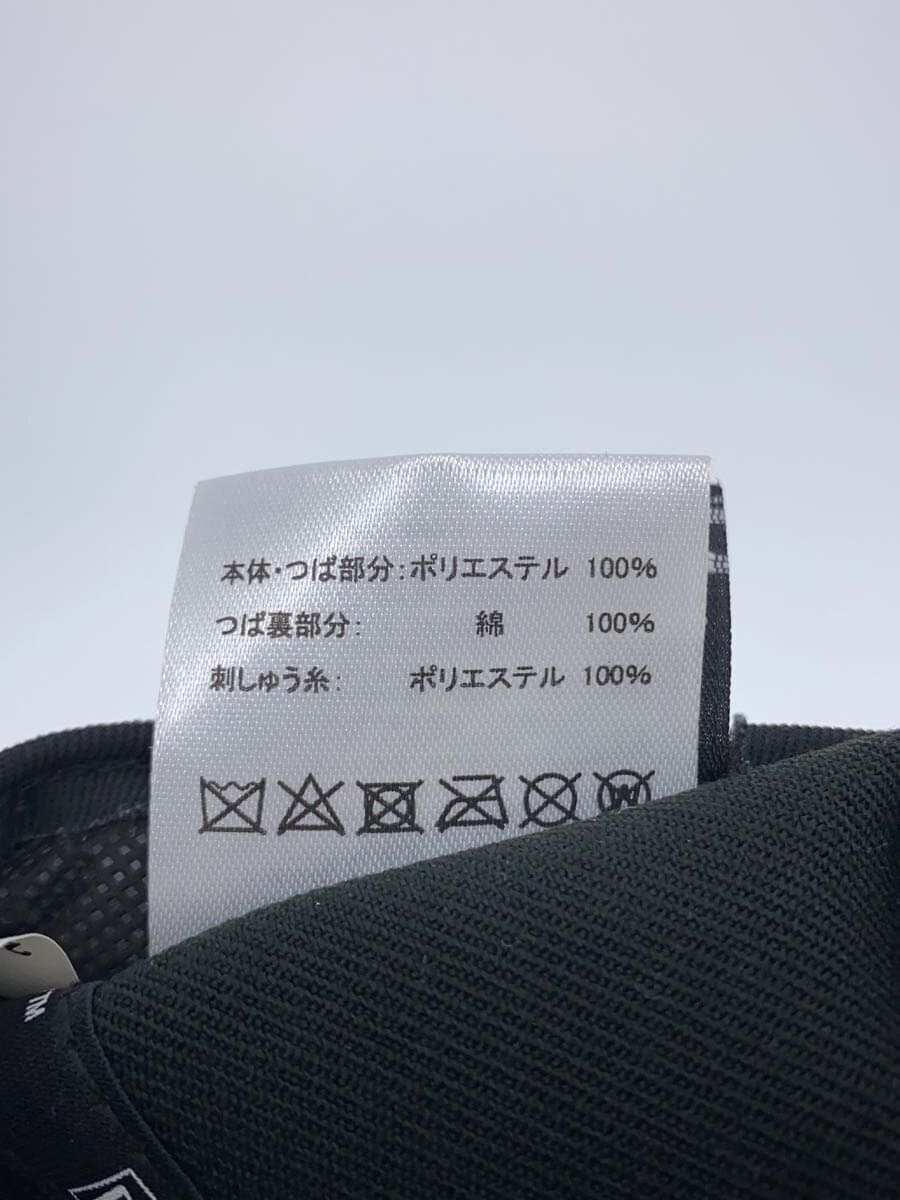 本体・つば部分:ポリエステル 100%
つば裏部分: 綿 100%
刺しゅう糸: ポリエステル 100%
TM